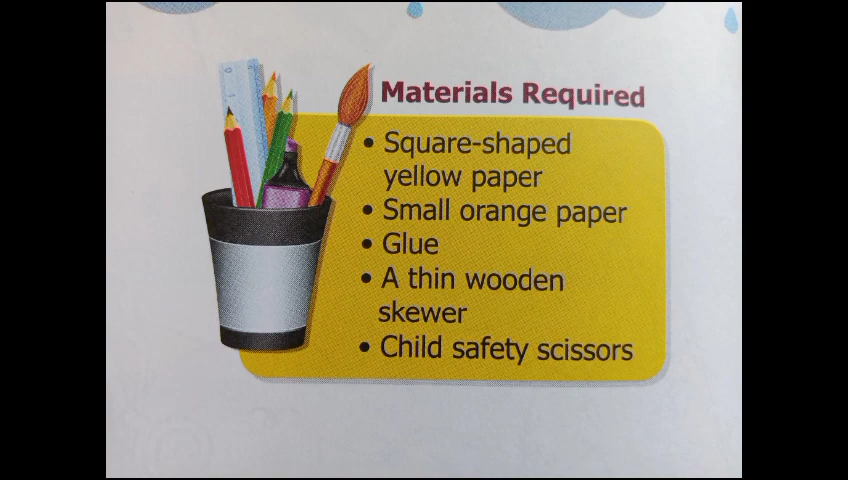 Materials Required
• Square-shaped
yellow paper
• Small orange paper
• Glue
• A thin wooden
skewer
• Child safety scissors